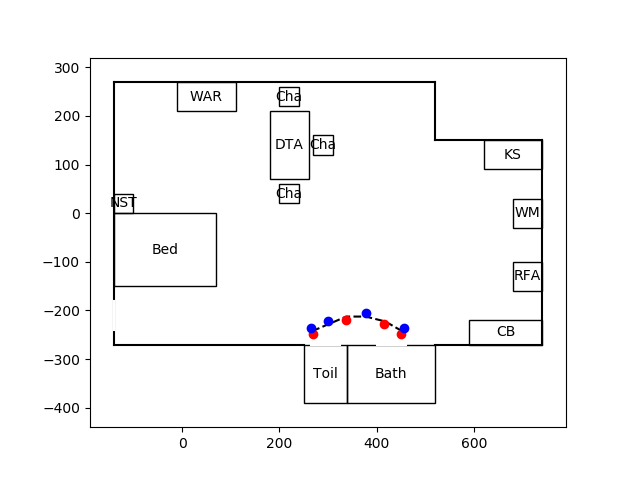 300
200
100
0
−100
−200
−300
−400
0
200
400
600
WAR
Cha
DTA
Cha
Cha
KS
NST
WM
Bed
RFA
CB
Toil
Bath